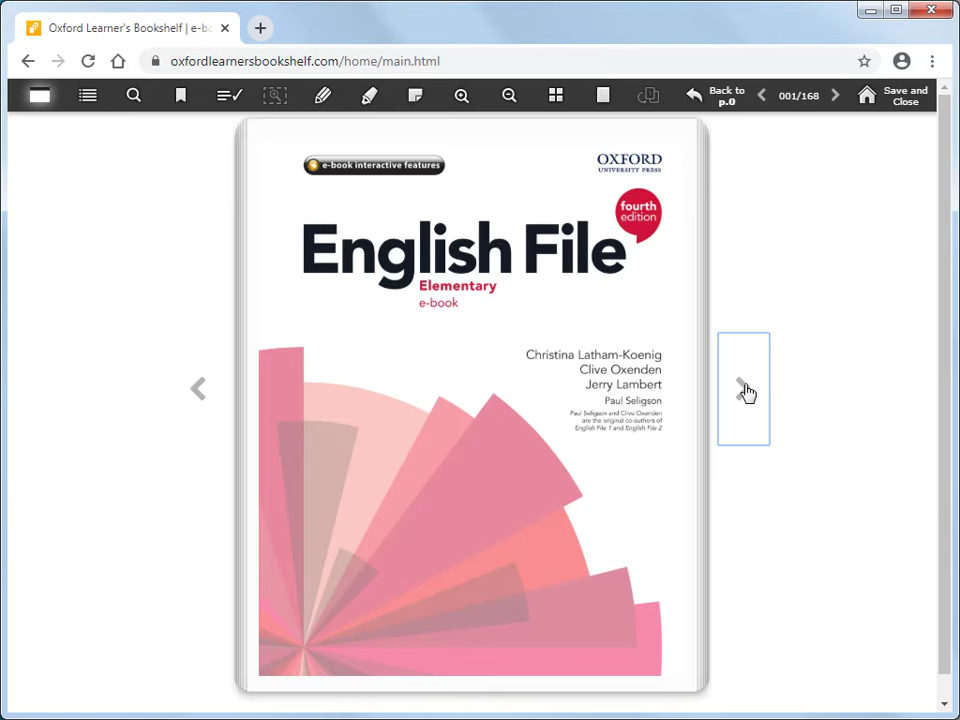 Oxford Learner's Bookshelf | e-bo
oxfordlearnersbookshelf.com/home/main.html
Back to
p.0
001/168
Save and
Close
e-book interactive features
OXFORD
UNIVERSITY PRESS
fourth
edition
English File
Elementary
e-book
Christina Latham-Koenig
Clive Oxenden
Jerry Lambert
Paul Seligson
Paul Seligson and Clive Oxenden
are the original co-authors of
English File 1 and English File 2